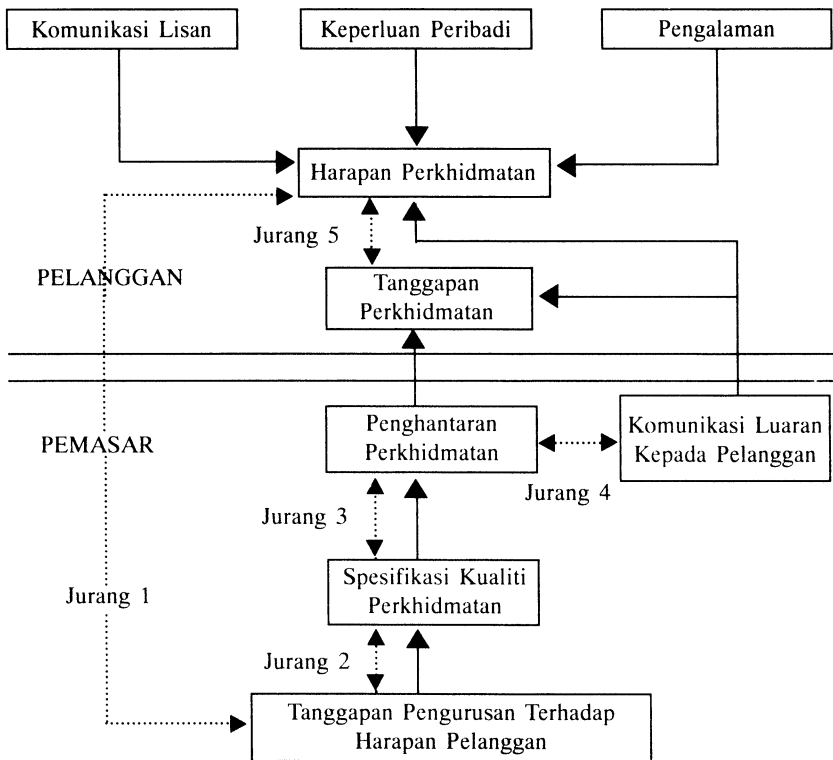 Komunikasi Lisan
Keperluan Peribadi
Pengalaman
Harapan Perkhidmatan
Jurang 5
PELANGGAN
Tanggapan
Perkhidmatan
Penghantaran
Perkhidmatan
Komunikasi Luaran
Kepada Pelanggan
PEMASAR
Jurang 4
Jurang 3
Spesifikasi Kualiti
Perkhidmatan
Jurang 1
Jurang 2
Tanggapan Pengurusan Terhadap
Harapan Pelanggan